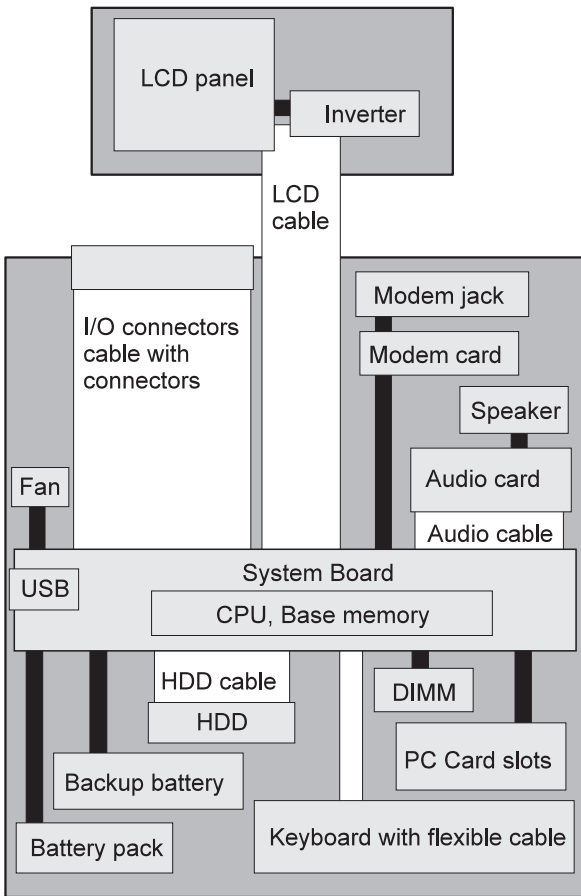 LCD panel
Inverter
LCD
cable
I/O connectors
cable with
connectors
Modem jack
Modem card
Speaker
Audio card
Audio cable
Fan
System Board
USB
CPU, Base memory
HDD cable
HDD
DIMM
PC Card slots
Backup battery
Keyboard with flexible cable
Battery pack